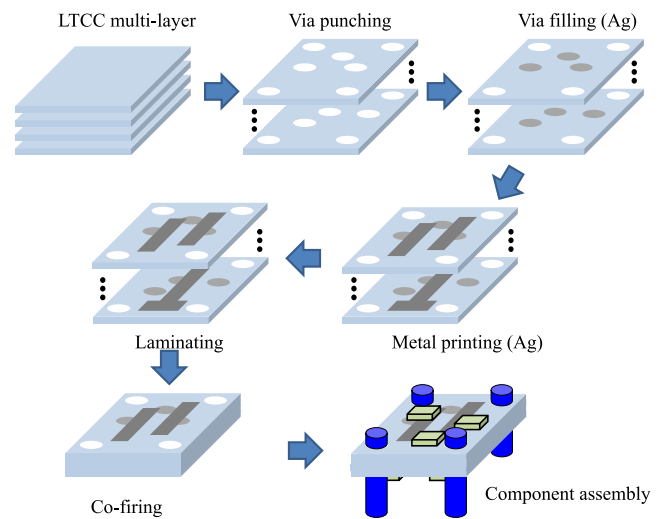 LTCC multi-layer
Via punching
Via filling (Ag)
Laminating
Metal printing (Ag)
Co-firing
Component assembly